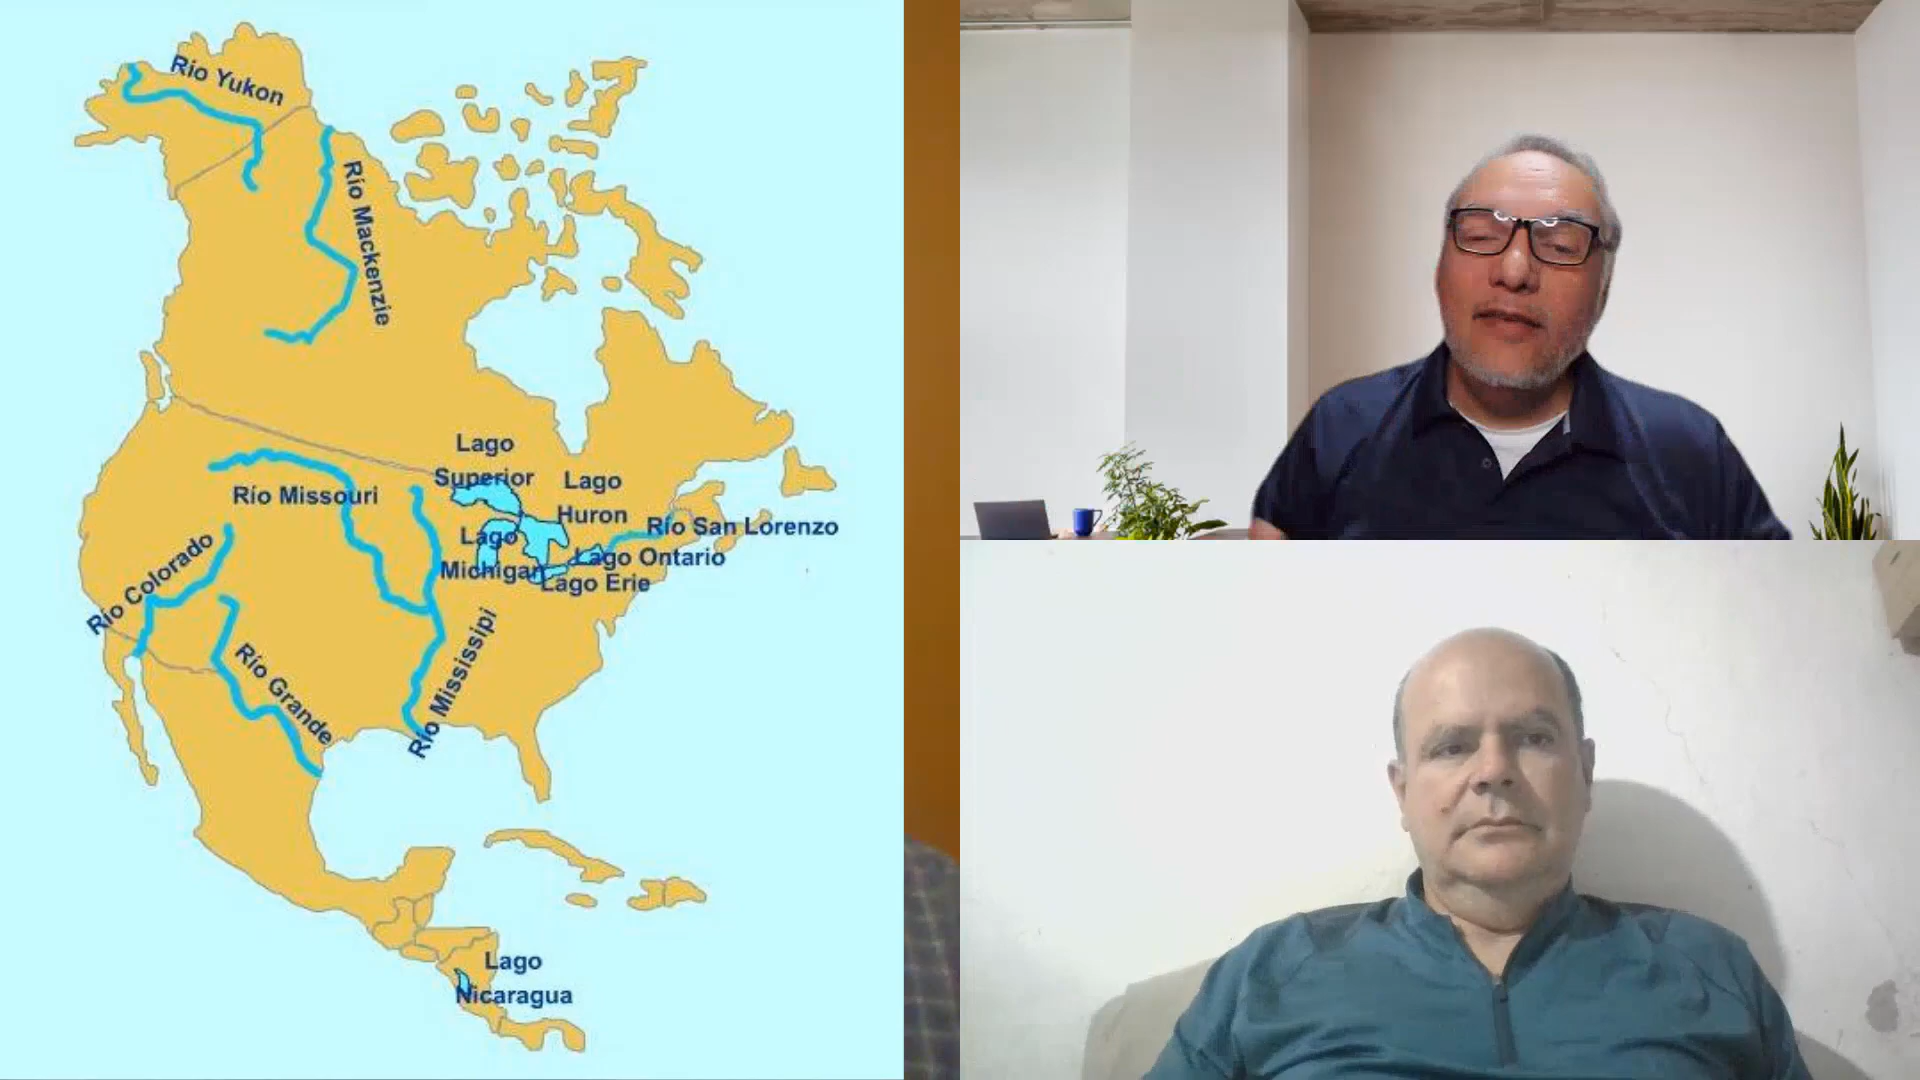 Río Yukon
Río Mackenzie
Lago
Superior
Lago
Huron
Río Missouri
Río San Lorenzo
Lago
Michigan
Lago Ontario
Lago Erie
Río Colorado
Río Grande
Río Mississipi
Lago
Nicaragua